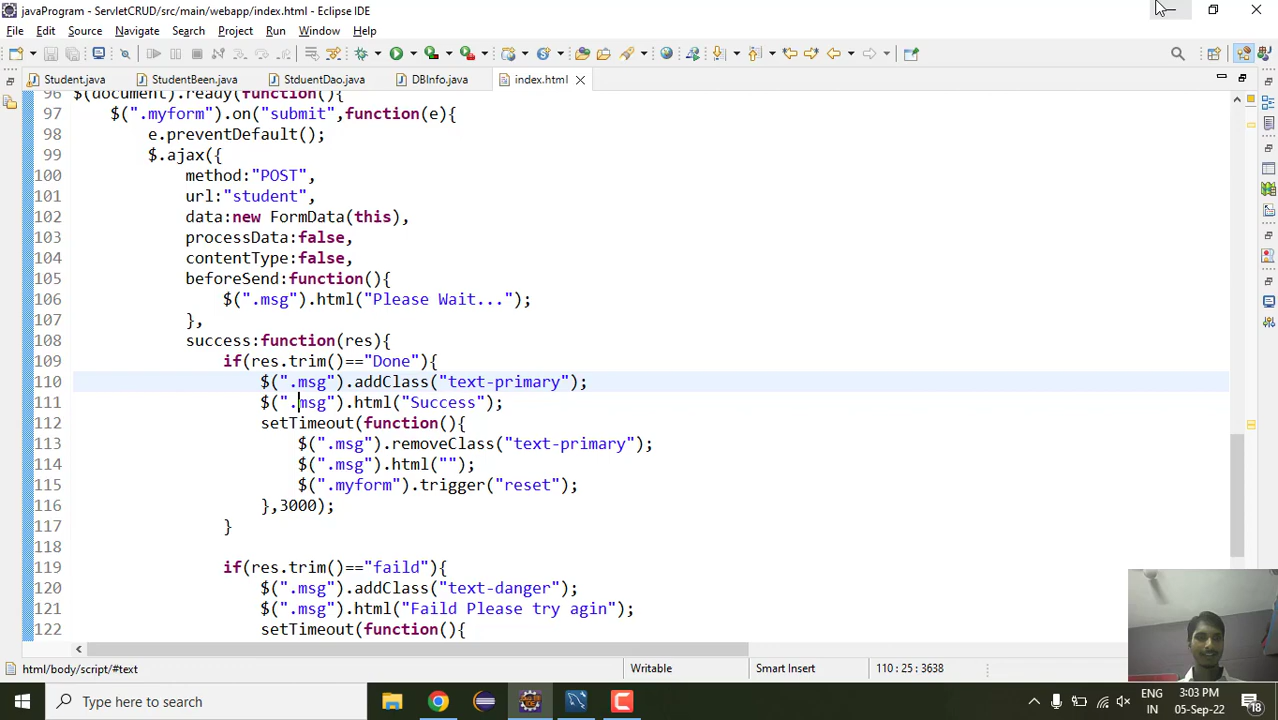 javaProgram - ServletCRUD/src/main/webapp/index.html - Eclipse IDE
File Edit Source Navigate Search Project Run Window Help
Student.java StudentBeen.java StduentDao.java DBInfo.java index.html
96 $(document).ready(function(){
97 $(".myform").on("submit",function(e){
98 e.preventDefault();
99 $.ajax({
100 method:"POST",
101 url:"student",
102 data:new FormData(this),
103 processData:false,
104 contentType:false,
105 beforeSend:function(){
106 $(".msg").html("Please Wait...");
107 },
108 success:function(res){
109 if(res.trim()=="Done"){
110 $(".msg").addClass("text-primary");
111 $(".msg").html("Success");
112 setTimeout(function(){
113 $(".msg").removeClass("text-primary");
114 $(".msg").html("");
115 $(".myform").trigger("reset");
116 },3000);
117 }
118
119 if(res.trim()=="faild"){
120 $(".msg").addClass("text-danger");
121 $(".msg").html("Faild Please try agin");
122 setTimeout(function(){
html/body/script/#text Writable Smart Insert 110 : 25 : 3638
Type here to search
ENG 3:03 PM
IN 05-Sep-22 18